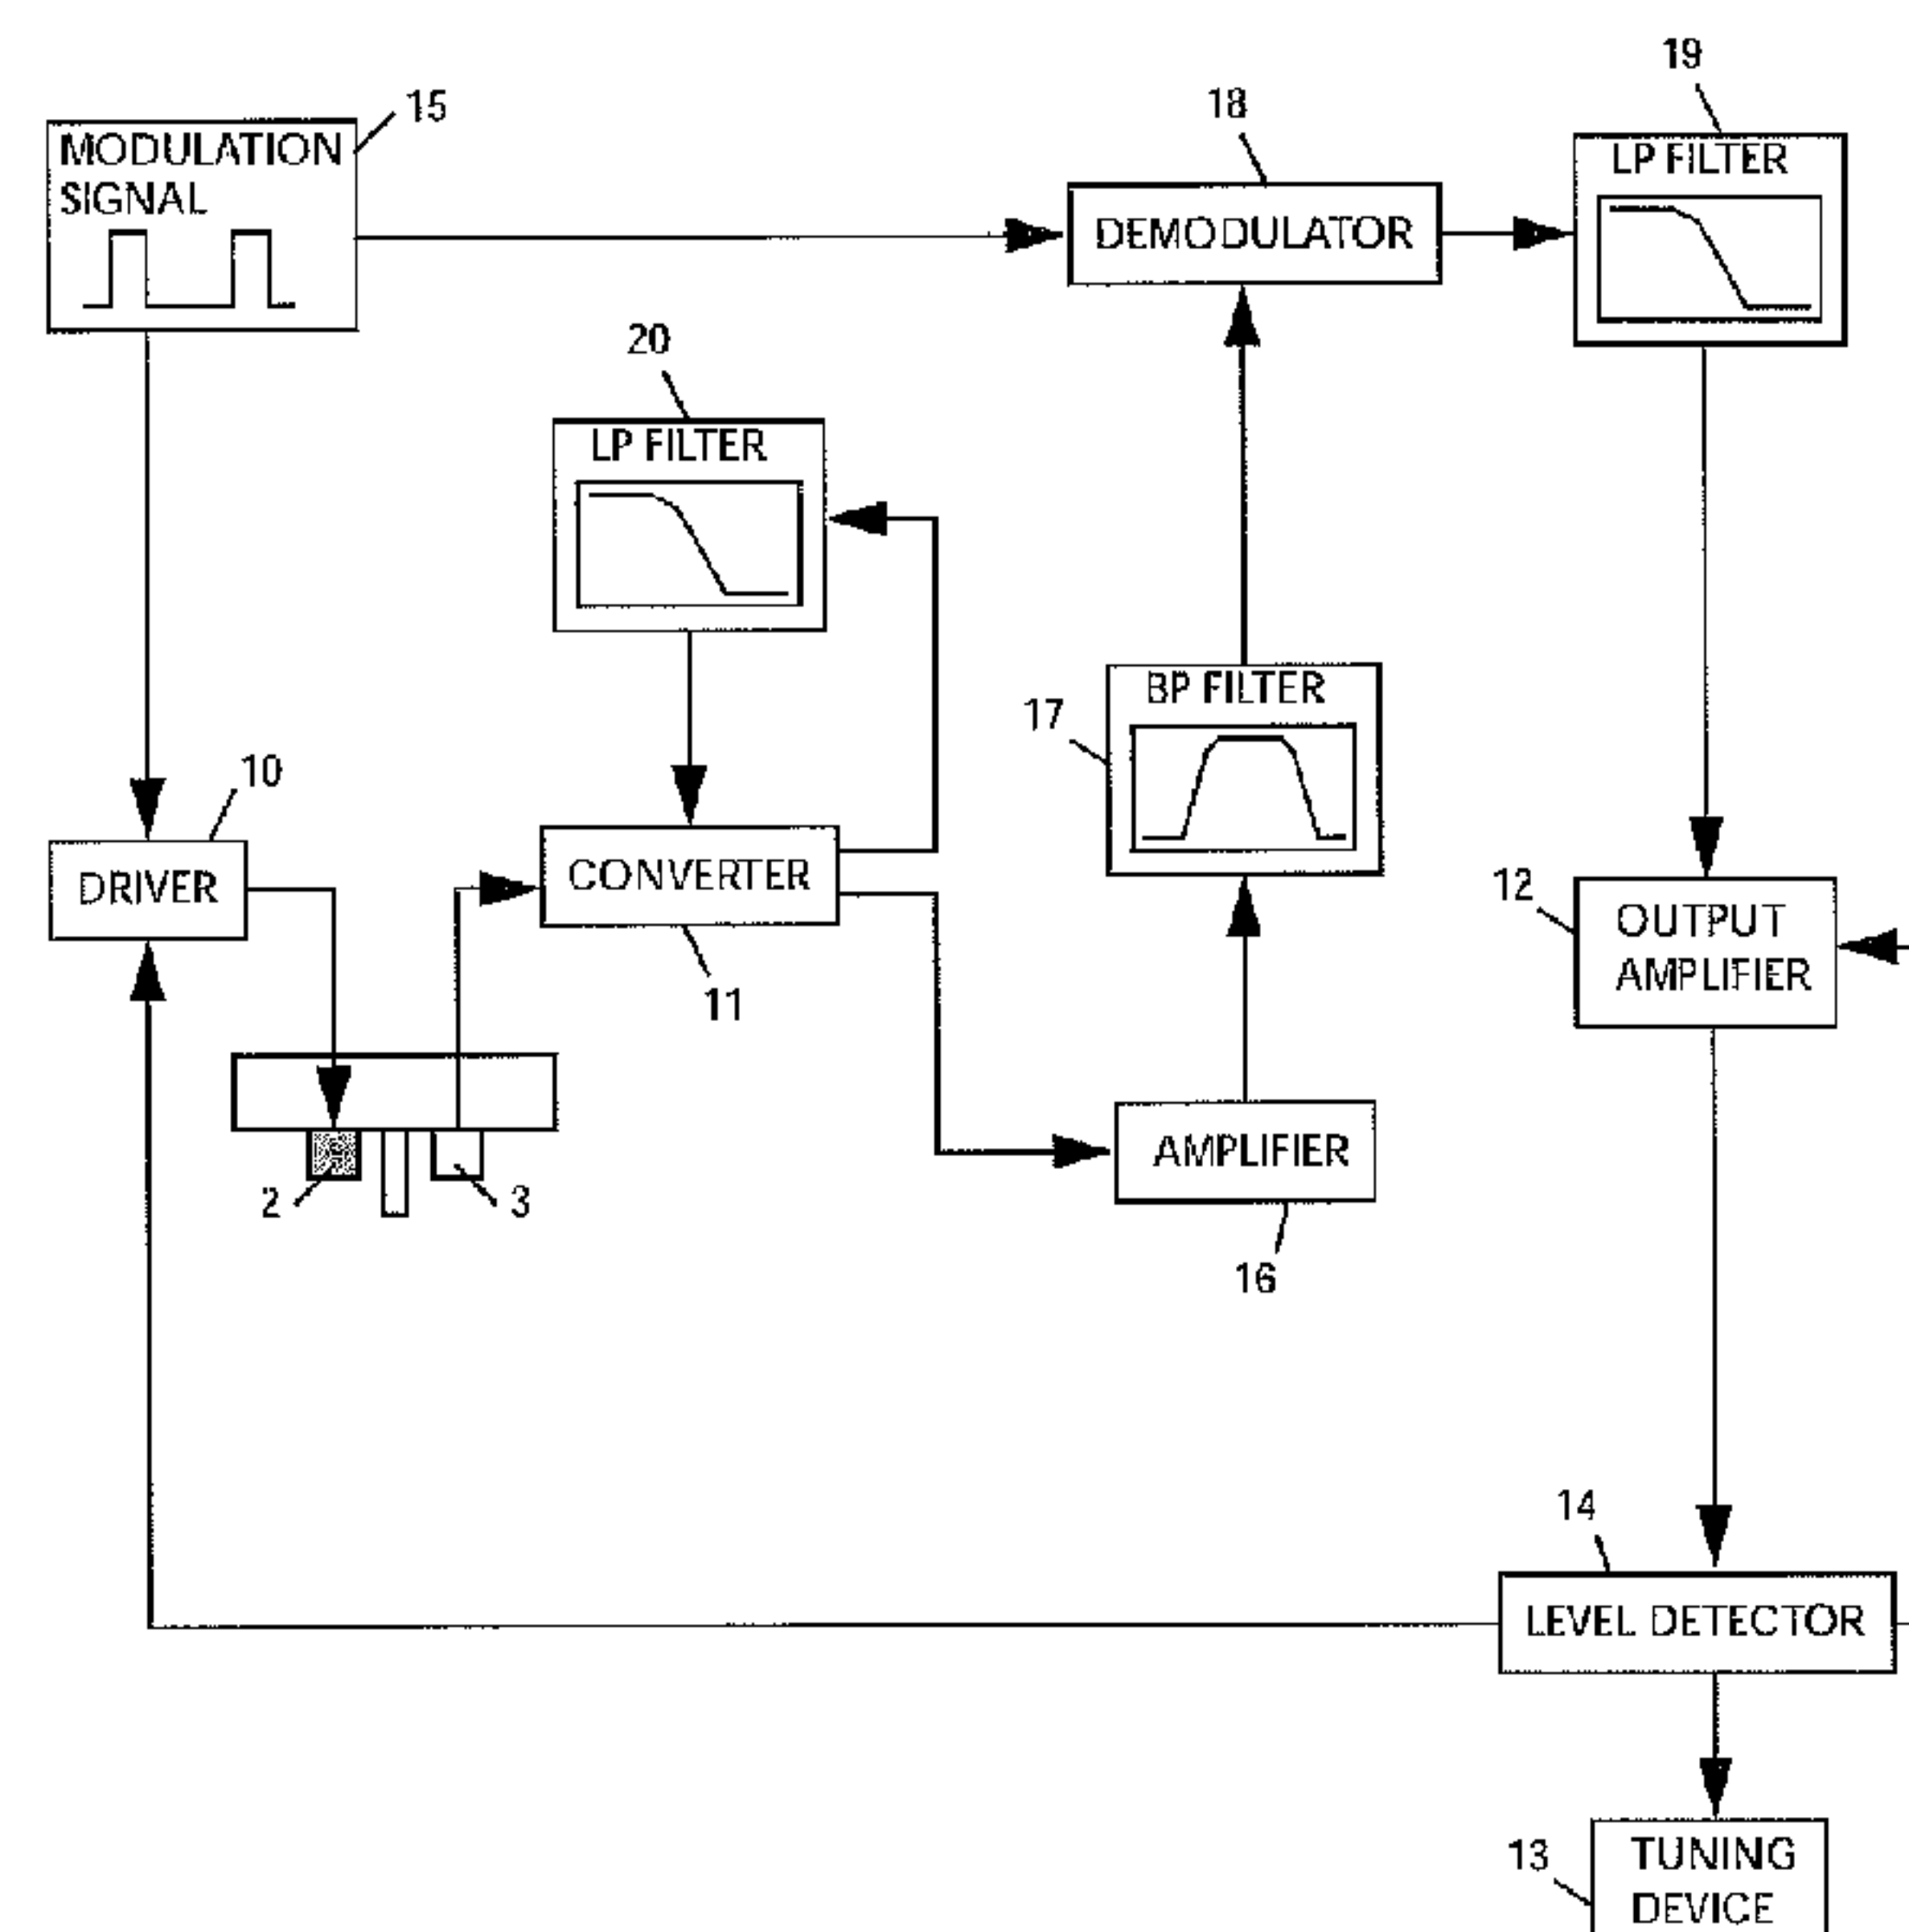 19
15
18
MODULATION
SIGNAL
LP FILTER
DEMODULATOR
20
LP FILTER
BP FILTER
17
10
DRIVER
CONVERTER
12
OUTPUT
AMPLIFIER
11
AMPLIFIER
2
3
16
14
LEVEL DETECTOR
13
TUNING
DEVICE